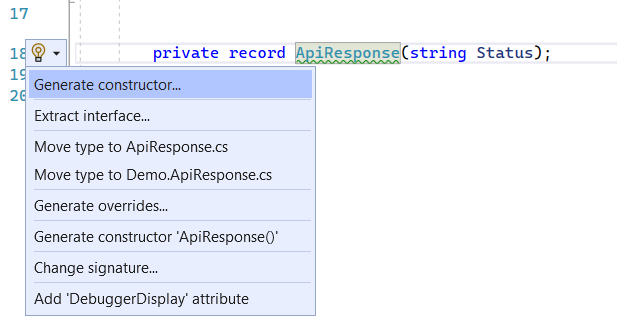 17
18 private record ApiResponse(string Status);
19
20
Generate constructor...
Extract interface...
Move type to ApiResponse.cs
Move type to Demo.ApiResponse.cs
Generate overrides...
Generate constructor 'ApiResponse()'
Change signature...
Add 'DebuggerDisplay' attribute